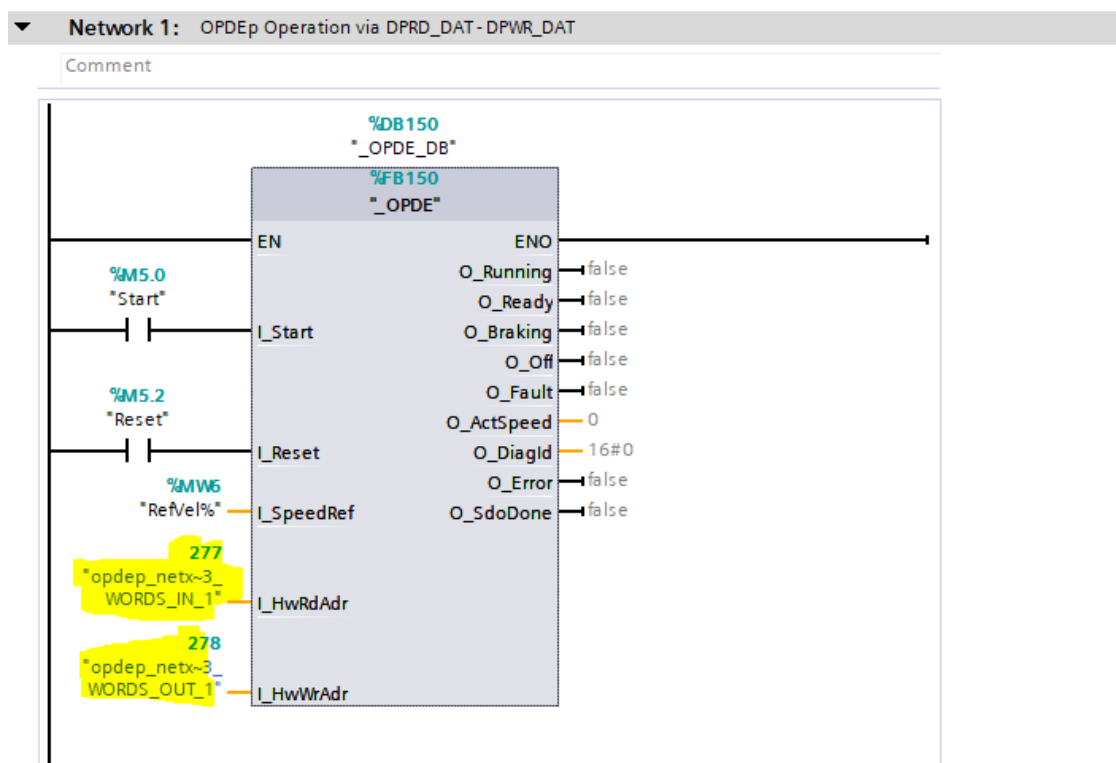 Network 1: OPDEp Operation via DPRD_DAT - DPWR_DAT
Comment
%DB150
"_OPDE_DB"
%FB150
"_OPDE"
EN ENO
%M5.0
"Start"
I_Start
%M5.2
"Reset"
I_Reset
%MW6
"RefVel%"
I_SpeedRef
277
"opdep_netx~3_
WORDS_IN_1"
I_HwRdAdr
278
"opdep_netx~3_
WORDS_OUT_1"
I_HwWrAdr
O_Running false
O_Ready false
O_Braking false
O_Off false
O_Fault false
O_ActSpeed 0
O_DiagId 16#0
O_Error false
O_SdoDone false